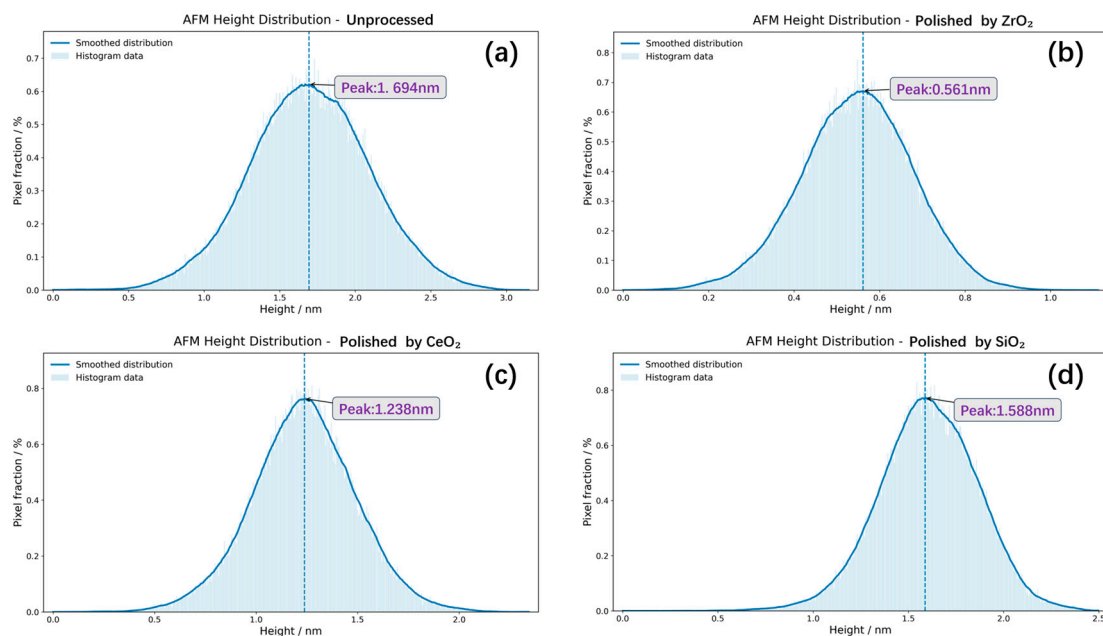 AFM Height Distribution - Unprocessed
Smoothed distribution
Histogram data
(a)
Peak:1. 694nm
Pixel fraction / %
0.7
0.6
0.5
0.4
0.3
0.2
0.1
0.0
0.0 0.5 1.0 1.5 2.0 2.5 3.0
Height / nm
AFM Height Distribution - Polished by ZrO₂
Smoothed distribution
Histogram data
(b)
Peak:0.561nm
Pixel fraction / %
0.8
0.7
0.6
0.5
0.4
0.3
0.2
0.1
0.0
0.0 0.2 0.4 0.6 0.8 1.0
Height / nm
AFM Height Distribution - Polished by CeO₂
Smoothed distribution
Histogram data
(c)
Peak:1.238nm
Pixel fraction / %
0.8
0.6
0.4
0.2
0.0
0.0 0.5 1.0 1.5 2.0
Height / nm
AFM Height Distribution - Polished by SiO₂
Smoothed distribution
Histogram data
(d)
Peak:1.588nm
Pixel fraction / %
0.8
0.6
0.4
0.2
0.0
0.0 0.5 1.0 1.5 2.0 2.5
Height / nm